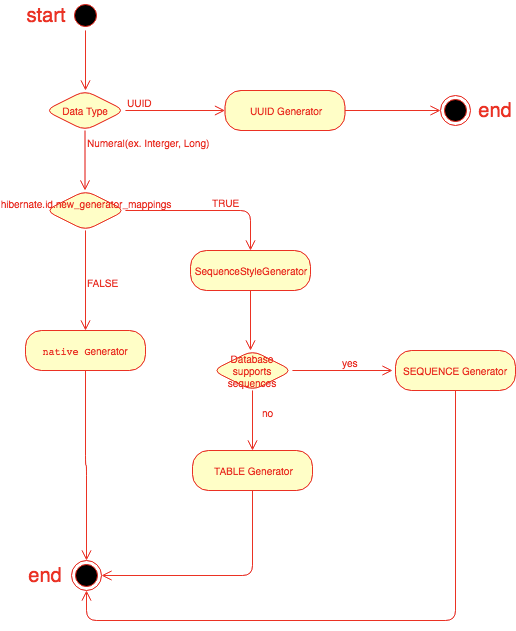 start
Data Type
UUID
UUID Generator
end
Numeral(ex. Interger, Long)
hibernate.id.new_generator_mappings
TRUE
SequenceStyleGenerator
FALSE
native Generator
Database
supports
sequences
yes
SEQUENCE Generator
no
TABLE Generator
end